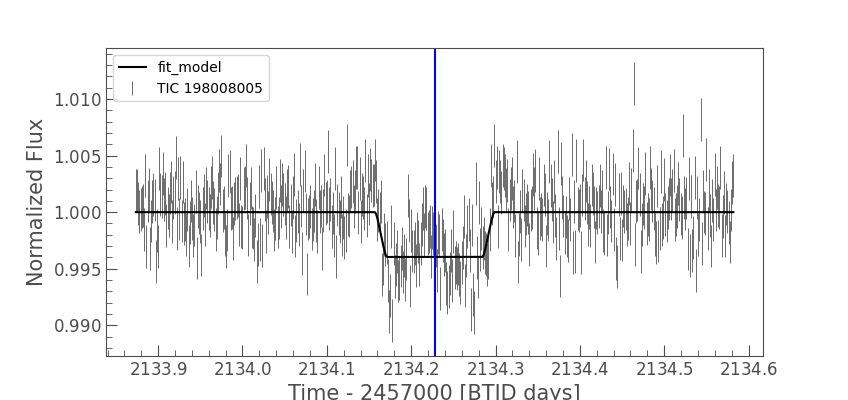 fit_model
TIC 198008005
Normalized Flux
1.010
1.005
1.000
0.995
0.990
2133.9 2134.0 2134.1 2134.2 2134.3 2134.4 2134.5 2134.6
Time - 2457000 [BTJD days]